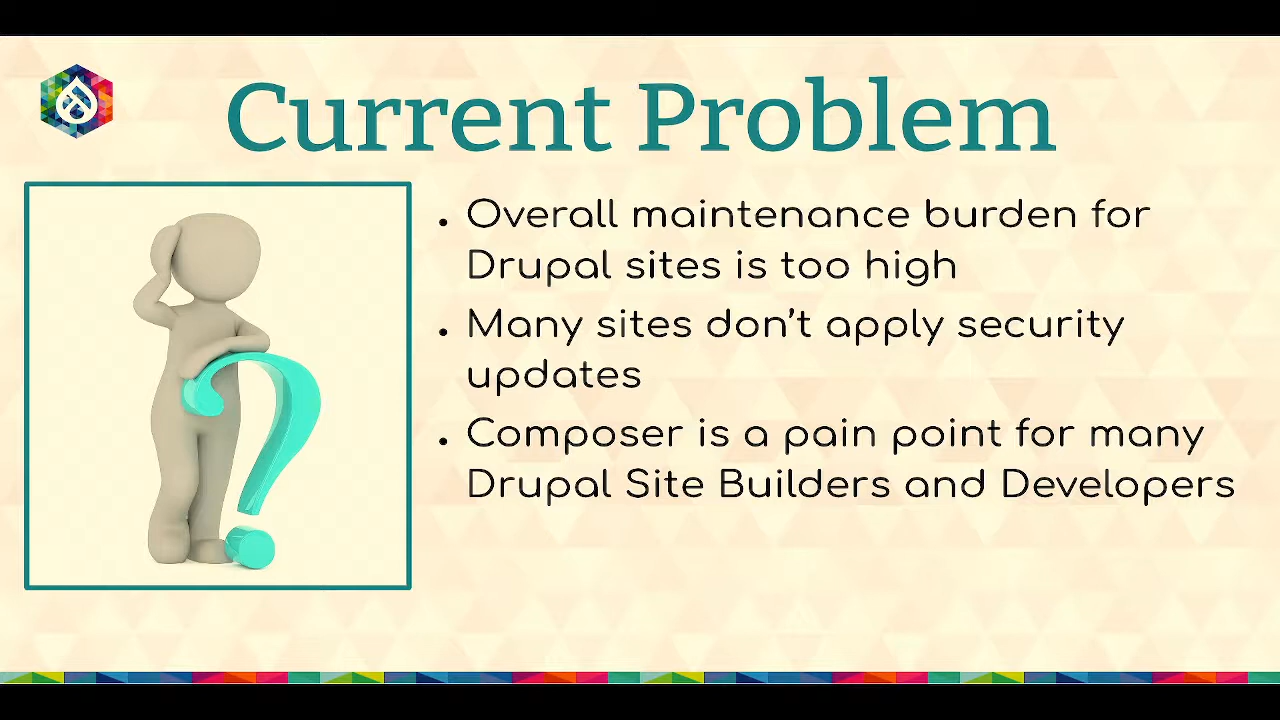 Current Problem
• Overall maintenance burden for
Drupal sites is too high
• Many sites don’t apply security
updates
• Composer is a pain point for many
Drupal Site Builders and Developers